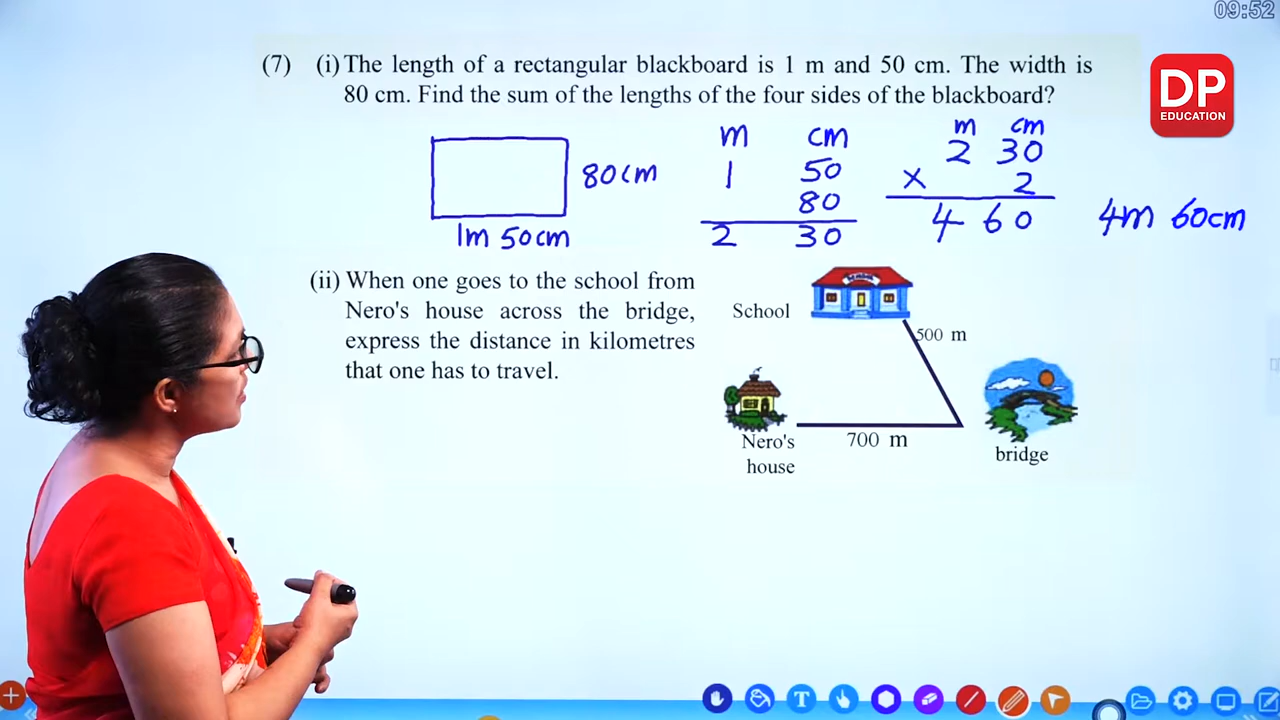 09:52
(7) (i) The length of a rectangular blackboard is 1 m and 50 cm. The width is
80 cm. Find the sum of the lengths of the four sides of the blackboard?
DP
EDUCATION
80cm
1m 50cm
m cm
1 50
80
2 30
m cm
2 30
× 2
4 60
4m 60cm
(ii) When one goes to the school from
Nero's house across the bridge,
express the distance in kilometres
that one has to travel.
School
SCHOOL
500 m
700 m
Nero's
house
bridge
T